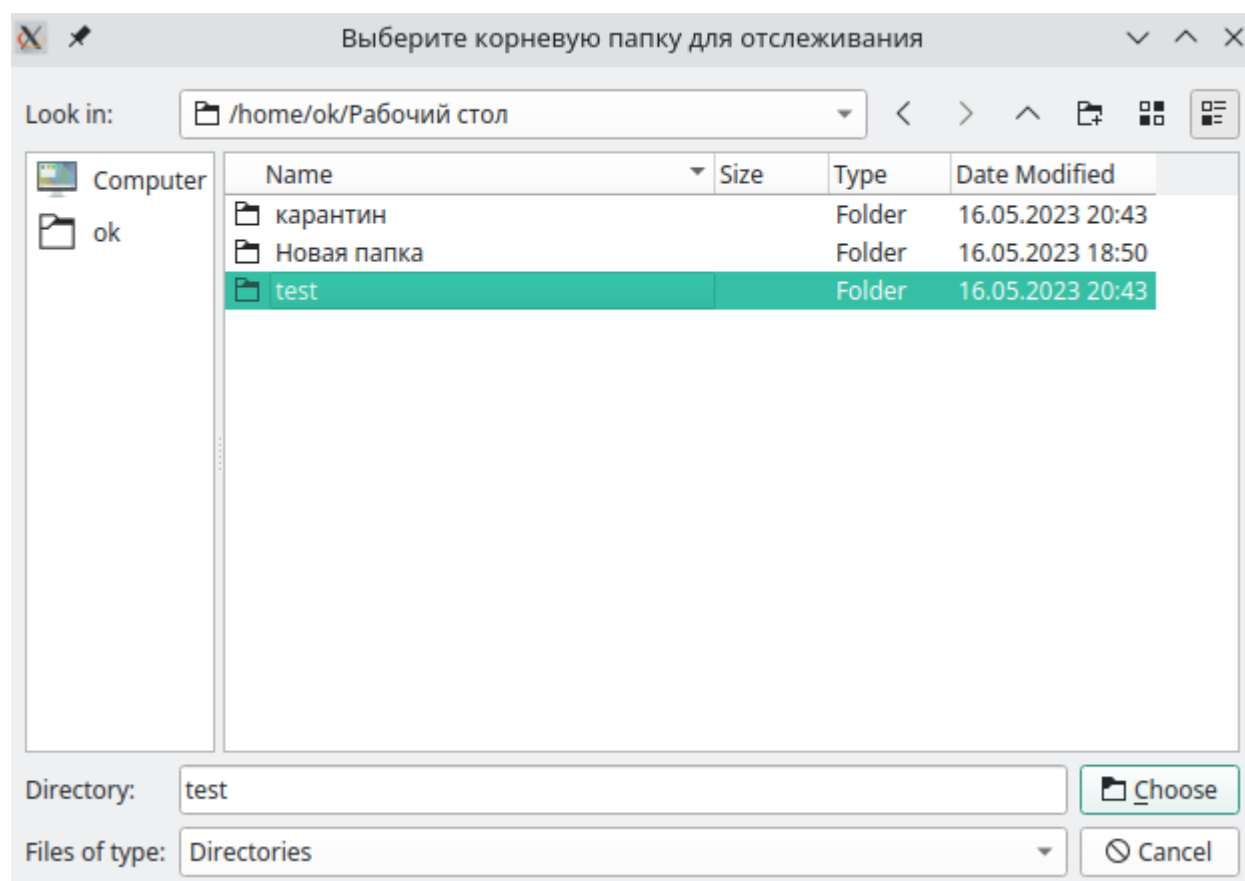 Выберите корневую папку для отслеживания
Look in: /home/ok/Рабочий стол
Computer
ok
Name Size Type Date Modified
карантин Folder 16.05.2023 20:43
Новая папка Folder 16.05.2023 18:50
test Folder 16.05.2023 20:43
Directory: test Choose
Files of type: Directories Cancel